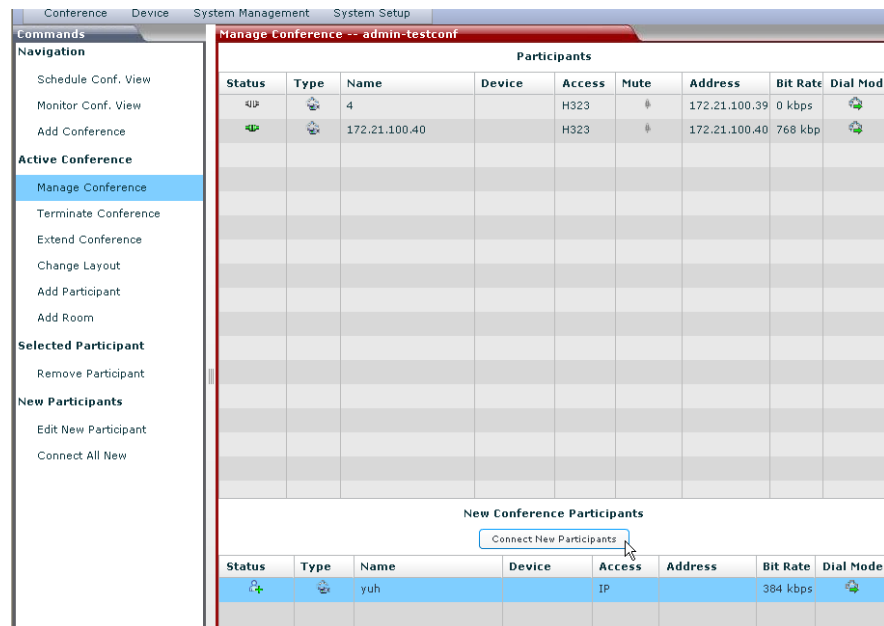 Conference Device System Management System Setup
Commands
Navigation
Schedule Conf. View
Monitor Conf. View
Add Conference
Active Conference
Manage Conference
Terminate Conference
Extend Conference
Change Layout
Add Participant
Add Room
Selected Participant
Remove Participant
New Participants
Edit New Participant
Connect All New
Manage Conference -- admin-testconf
Participants
Status Type Name Device Access Mute Address Bit Rate Dial Mod
4 H323 172.21.100.39 0 kbps
172.21.100.40 H323 172.21.100.40 768 kbp
New Conference Participants
Connect New Participants
Status Type Name Device Access Address Bit Rate Dial Mode
yuh IP 384 kbps